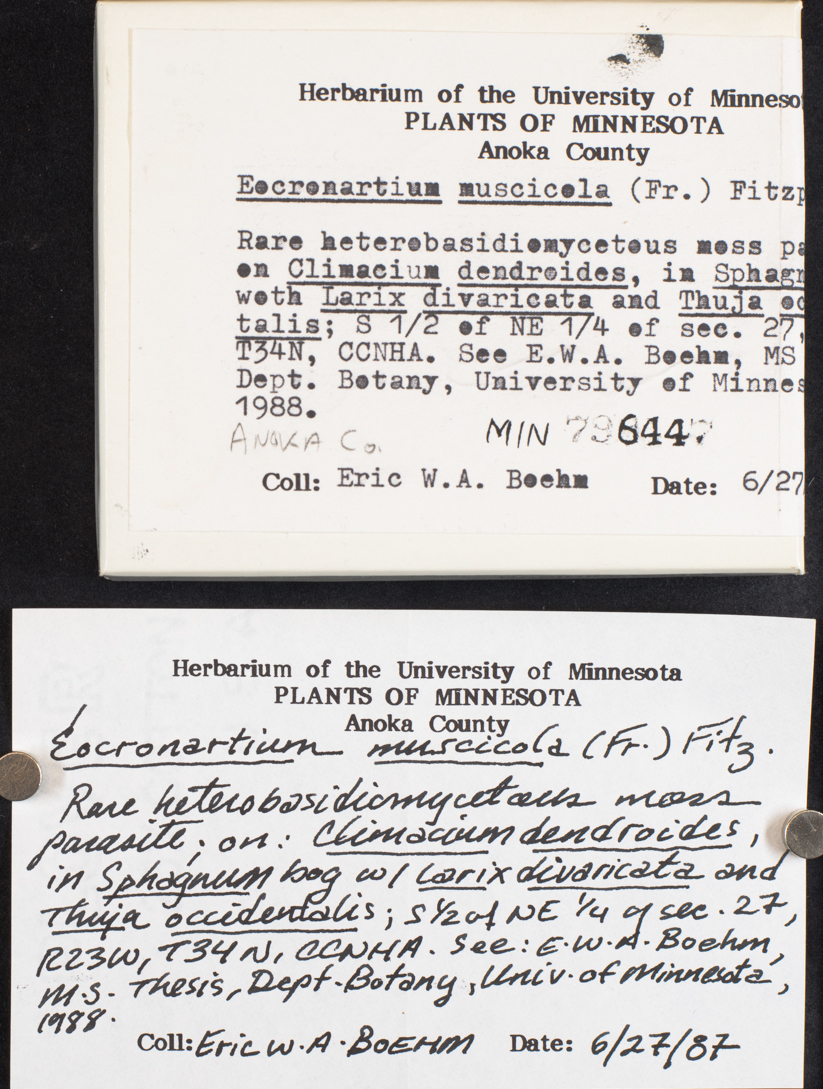 Herbarium of the University of Minneso
PLANTS OF MINNESOTA
Anoka County
Eocronartium muscicola (Fr.) Fitzp
Rare heterobasidiomycetous moss pa
on Climacium dendroides, in Sphagn
woth Larix divaricata and Thuja oc
talis; S 1/2 of NE 1/4 of sec. 27,
T34N, CCNHA. See E.W.A. Boehm, MS
Dept. Botany, University of Minnes
1988.
ANOKA Co.
MIN 796447
Coll: Eric W.A. Boehm Date: 6/27
Herbarium of the University of Minnesota
PLANTS OF MINNESOTA
Anoka County
Eocronartium muscicola (Fr.) Fitz.
Rare heterobasidiomycetous moss
parasite; on: Climacium dendroides,
in Sphagnum bog w/ Larix divaricata and
Thuja occidentalis; S 1/2 of NE 1/4 of sec. 27,
R23W, T34N, CCNHA. See: E.W.A. Boehm,
M.S. Thesis, Dept. Botany, Univ. of Minnesota,
1988.
Coll: Eric W.A. BOEHM Date: 6/27/87